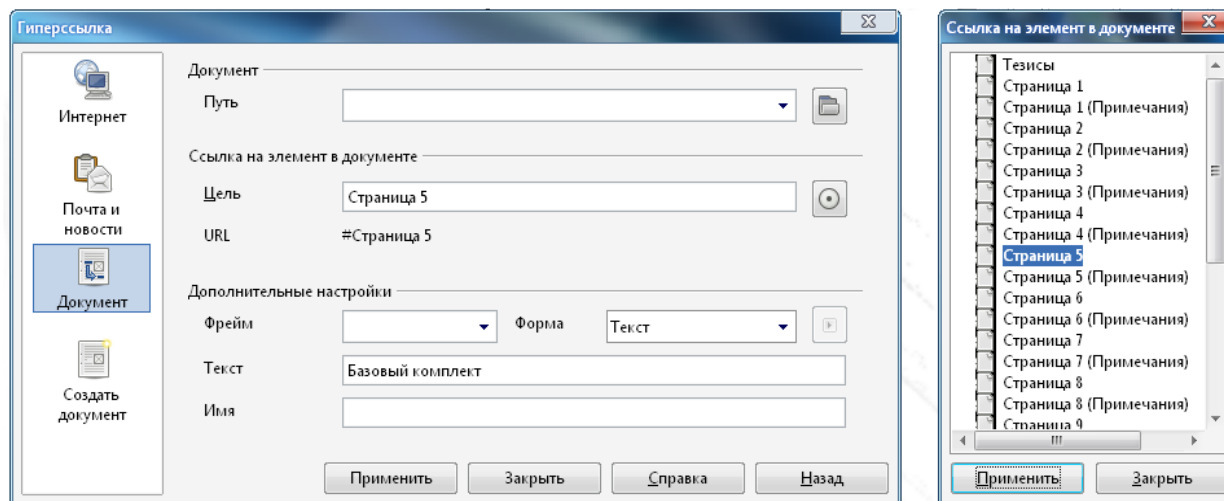 Гиперссылка
Интернет
Почта и
новости
Документ
Создать
документ
Документ
Путь
Ссылка на элемент в документе
Цель Страница 5
URL #Страница 5
Дополнительные настройки
Фрейм Форма Текст
Текст Базовый комплект
Имя
Применить Закрыть Справка Назад
Ссылка на элемент в документе
Тезисы
Страница 1
Страница 1 (Примечания)
Страница 2
Страница 2 (Примечания)
Страница 3
Страница 3 (Примечания)
Страница 4
Страница 4 (Примечания)
Страница 5
Страница 5 (Примечания)
Страница 6
Страница 6 (Примечания)
Страница 7
Страница 7 (Примечания)
Страница 8
Страница 8 (Примечания)
Страница 9
Применить Закрыть